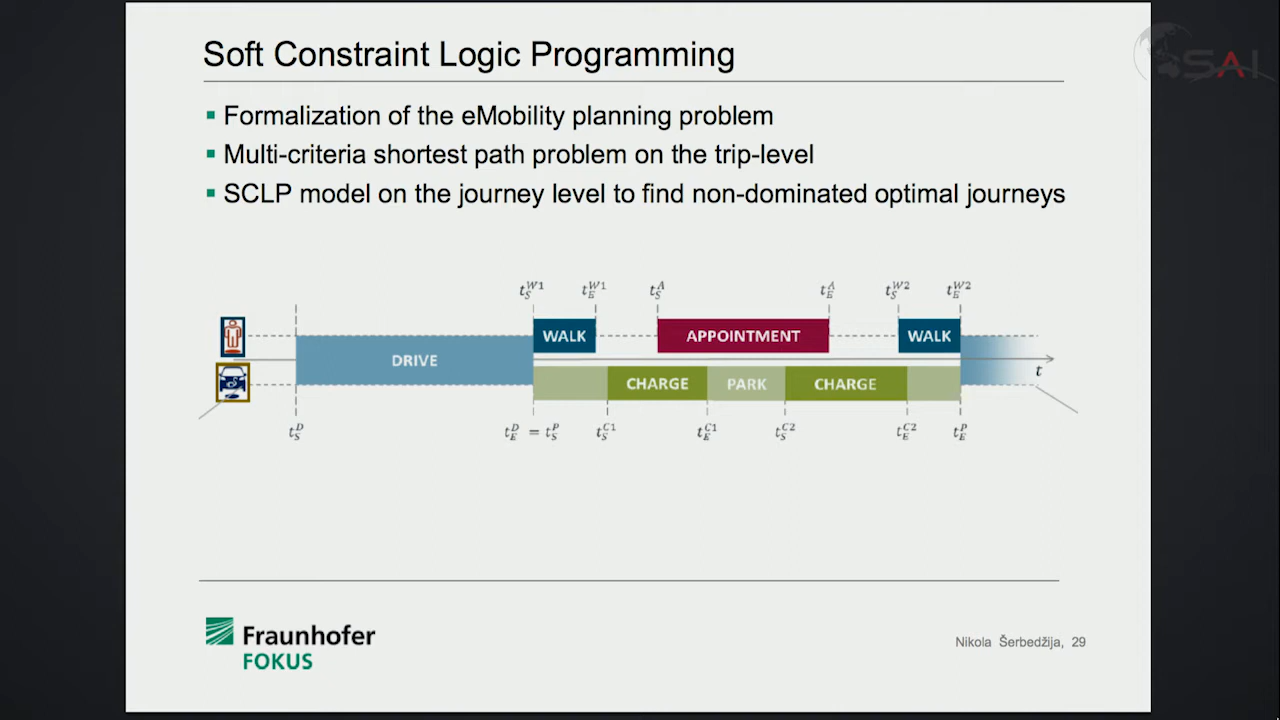 Soft Constraint Logic Programming
SAI
▪ Formalization of the eMobility planning problem
▪ Multi-criteria shortest path problem on the trip-level
▪ SCLP model on the journey level to find non-dominated optimal journeys
t_S^{W1} t_E^{W1} t_S^A t_E^A t_S^{W2} t_E^{W2}
WALK APPOINTMENT WALK
DRIVE
t
CHARGE PARK CHARGE
t_S^D t_E^D = t_S^P t_S^{C1} t_E^{C1} t_S^{C2} t_E^{C2} t_E^P
Fraunhofer
FOKUS
Nikola Šerbedžija, 29